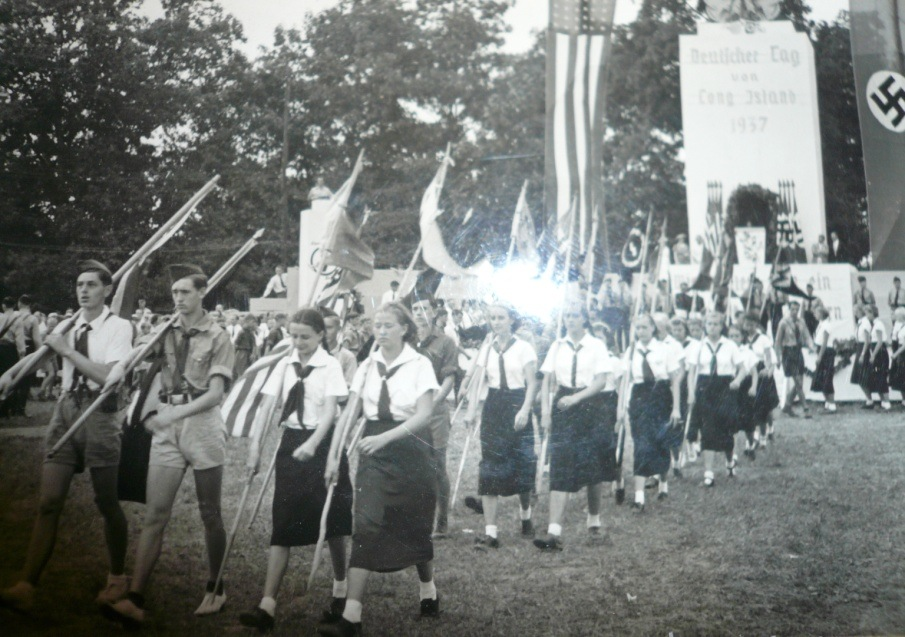 Deutscher Tag
von
Long Island
1937